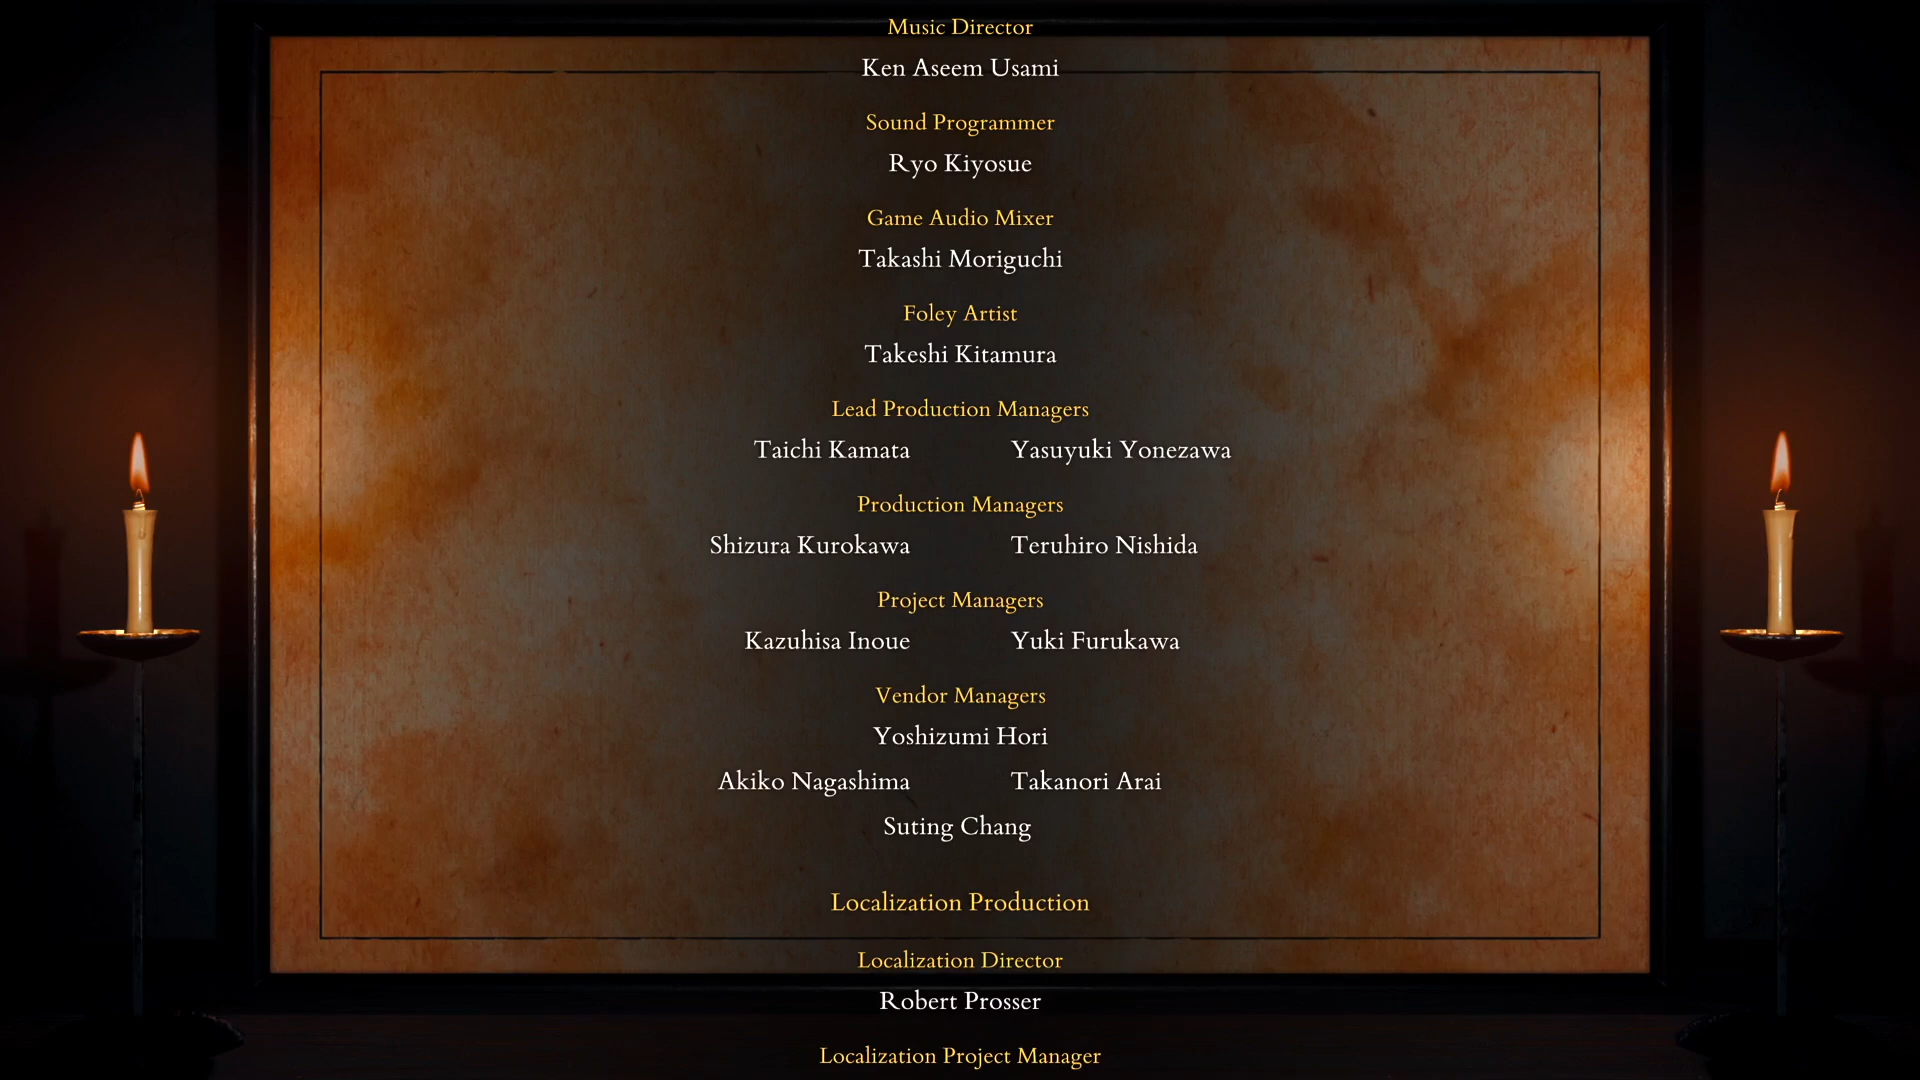 Music Director
Ken Aseem Usami
Sound Programmer
Ryo Kiyosue
Game Audio Mixer
Takashi Moriguchi
Foley Artist
Takeshi Kitamura
Lead Production Managers
Taichi Kamata Yasuyuki Yonezawa
Production Managers
Shizura Kurokawa Teruhiro Nishida
Project Managers
Kazuhisa Inoue Yuki Furukawa
Vendor Managers
Yoshizumi Hori
Akiko Nagashima Takanori Arai
Suting Chang
Localization Production
Localization Director
Robert Prosser
Localization Project Manager